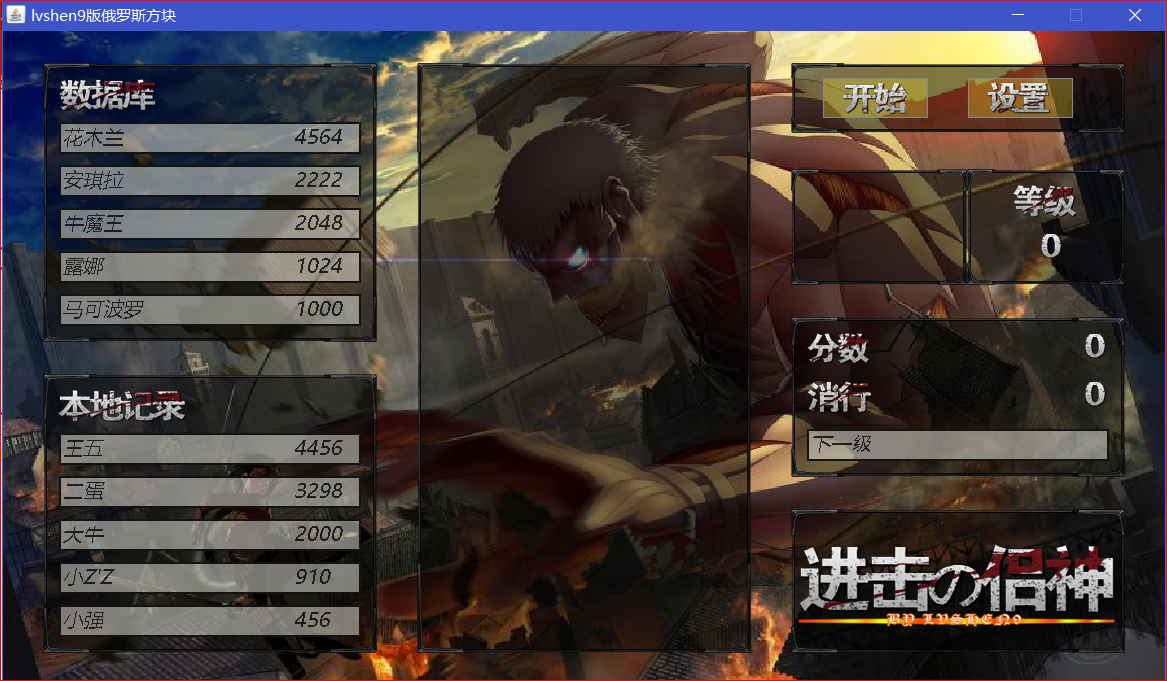 lvshen9版俄罗斯方块
数据库
花木兰 4564
安琪拉 2222
牛魔王 2048
露娜 1024
马可波罗 1000
本地记录
王五 4456
二蛋 3298
大牛 2000
小Z'Z 910
小强 456
开始 设置
等级
0
分数 0
消行 0
下一级
进击の侣神
BY LVSHEN9